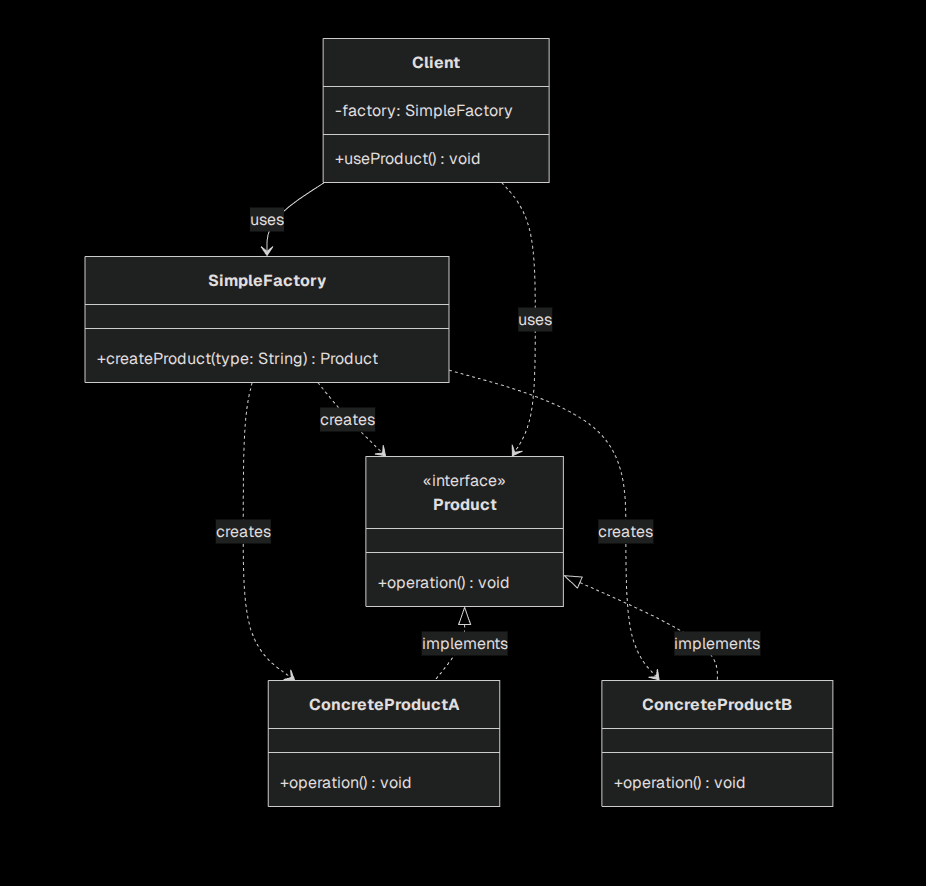 Client
-factory: SimpleFactory
+useProduct() : void
uses
SimpleFactory
+createProduct(type: String) : Product
uses
creates
«interface»
Product
+operation() : void
creates
creates
implements
implements
ConcreteProductA
+operation() : void
ConcreteProductB
+operation() : void